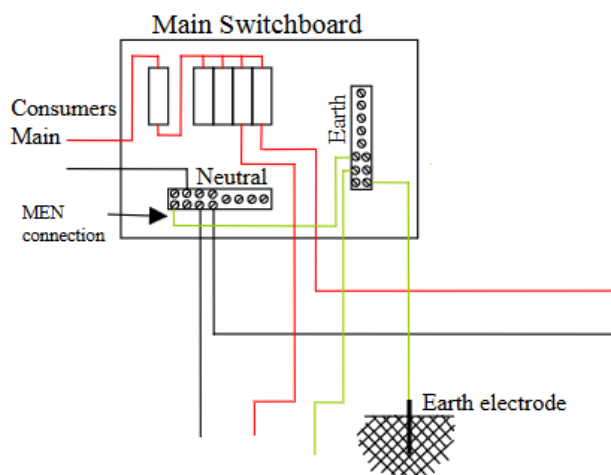 Main Switchboard
Consumers
Main
Earth
Neutral
MEN
connection
Earth electrode